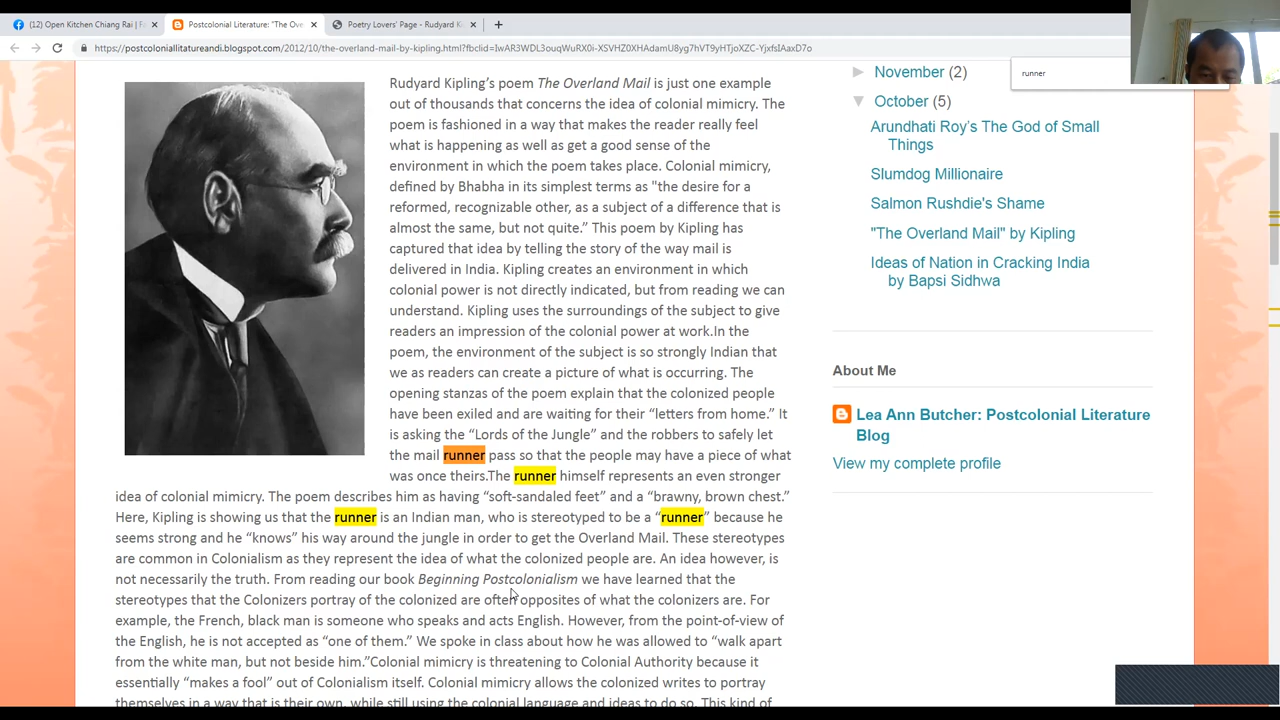 (12) Open Kitchen Chiang Rai | F
Postcolonial Literature: "The Ove
Poetry Lovers' Page - Rudyard Ki
https://postcoloniallitatureandi.blogspot.com/2012/10/the-overland-mail-by-kipling.html?fbclid=IwAR3WDL3ouqWuRX0i-XSVHZ0XHAdamU8yg7hVT9yHTjoXZC-YjxfsIAaxD7o
runner
Rudyard Kipling’s poem The Overland Mail is just one example
out of thousands that concerns the idea of colonial mimicry. The
poem is fashioned in a way that makes the reader really feel
what is happening as well as get a good sense of the
environment in which the poem takes place. Colonial mimicry,
defined by Bhabha in its simplest terms as "the desire for a
reformed, recognizable other, as a subject of a difference that is
almost the same, but not quite.” This poem by Kipling has
captured that idea by telling the story of the way mail is
delivered in India. Kipling creates an environment in which
colonial power is not directly indicated, but from reading we can
understand. Kipling uses the surroundings of the subject to give
readers an impression of the colonial power at work.In the
poem, the environment of the subject is so strongly Indian that
we as readers can create a picture of what is occurring. The
opening stanzas of the poem explain that the colonized people
have been exiled and are waiting for their “letters from home.” It
is asking the “Lords of the Jungle” and the robbers to safely let
the mail runner pass so that the people may have a piece of what
was once theirs.The runner himself represents an even stronger
idea of colonial mimicry. The poem describes him as having “soft-sandaled feet” and a “brawny, brown chest.”
Here, Kipling is showing us that the runner is an Indian man, who is stereotyped to be a “runner” because he
seems strong and he “knows” his way around the jungle in order to get the Overland Mail. These stereotypes
are common in Colonialism as they represent the idea of what the colonized people are. An idea however, is
not necessarily the truth. From reading our book Beginning Postcolonialism we have learned that the
stereotypes that the Colonizers portray of the colonized are often opposites of what the colonizers are. For
example, the French, black man is someone who speaks and acts English. However, from the point-of-view of
the English, he is not accepted as “one of them.” We spoke in class about how he was allowed to “walk apart
from the white man, but not beside him.”Colonial mimicry is threatening to Colonial Authority because it
essentially “makes a fool” out of Colonialism itself. Colonial mimicry allows the colonized writes to portray
themselves in a way that is their own, while still using the colonial language and ideas to do so. This kind of
November (2)
October (5)
Arundhati Roy's The God of Small
Things
Slumdog Millionaire
Salmon Rushdie's Shame
"The Overland Mail" by Kipling
Ideas of Nation in Cracking India
by Bapsi Sidhwa
About Me
Lea Ann Butcher: Postcolonial Literature
Blog
View my complete profile